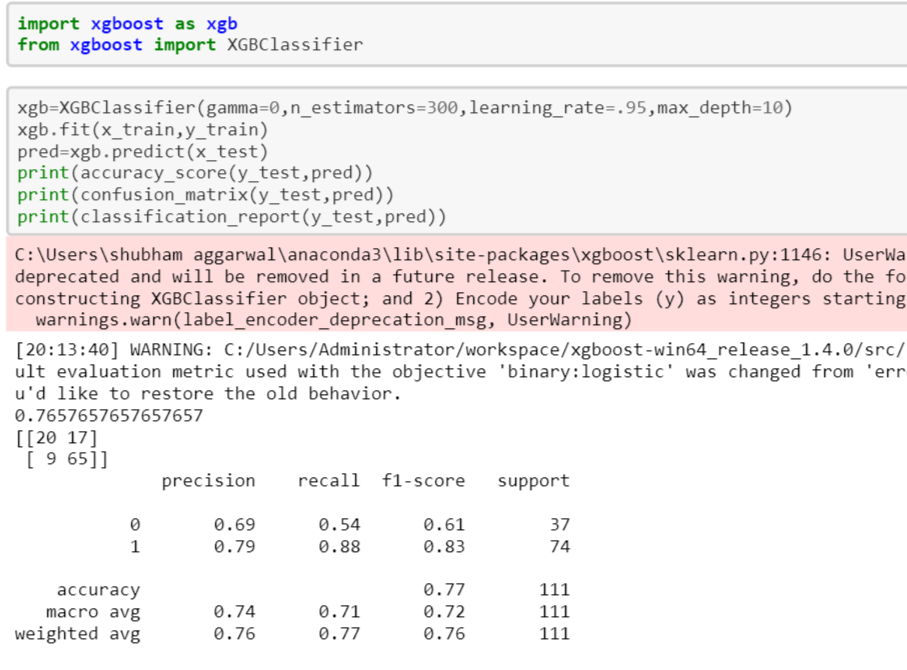 import xgboost as xgb
from xgboost import XGBClassifier
xgb=XGBClassifier(gamma=0,n_estimators=300,learning_rate=.95,max_depth=10)
xgb.fit(x_train,y_train)
pred=xgb.predict(x_test)
print(accuracy_score(y_test,pred))
print(confusion_matrix(y_test,pred))
print(classification_report(y_test,pred))
C:\Users\shubham aggarwal\anaconda3\lib\site-packages\xgboost\sklearn.py:1146: UserWa
deprecated and will be removed in a future release. To remove this warning, do the fo
constructing XGBClassifier object; and 2) Encode your labels (y) as integers starting
warnings.warn(label_encoder_deprecation_msg, UserWarning)
[20:13:40] WARNING: C:/Users/Administrator/workspace/xgboost-win64_release_1.4.0/src/
ult evaluation metric used with the objective 'binary:logistic' was changed from 'erro
u'd like to restore the old behavior.
0.7657657657657657
[[20 17]
[ 9 65]]
precision recall f1-score support
0 0.69 0.54 0.61 37
1 0.79 0.88 0.83 74
accuracy 0.77 111
macro avg 0.74 0.71 0.72 111
weighted avg 0.76 0.77 0.76 111